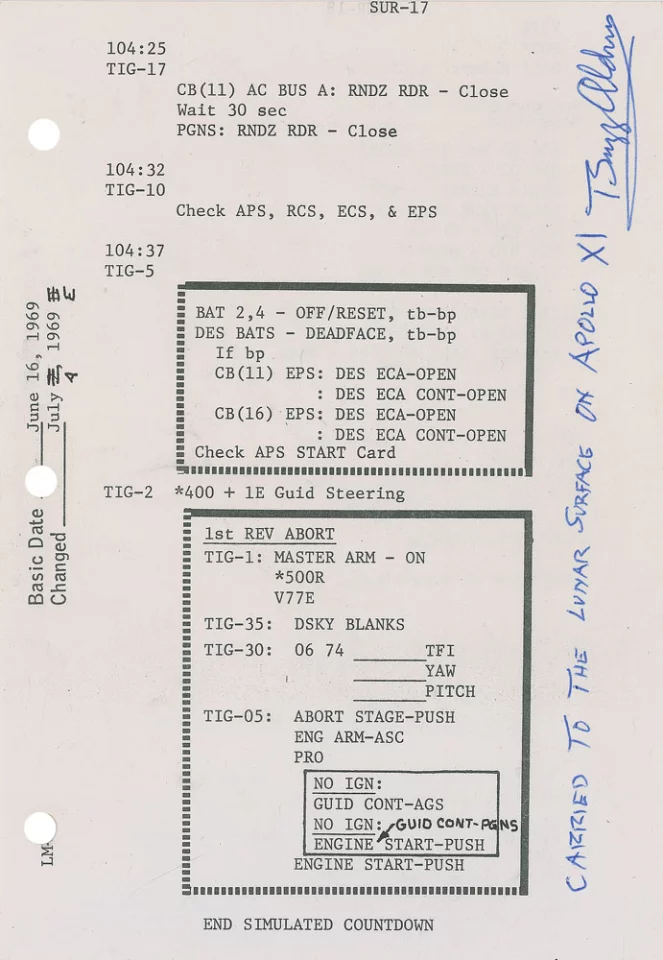 SUR-17
104:25
TIG-17
CB(11) AC BUS A: RNDZ RDR - Close
Wait 30 sec
PGNS: RNDZ RDR - Close
104:32
TIG-10
Check APS, RCS, ECS, & EPS
104:37
TIG-5
BAT 2,4 - OFF/RESET, tb-bp
DES BATS - DEADFACE, tb-bp
If bp
CB(11) EPS: DES ECA-OPEN
: DES ECA CONT-OPEN
CB(16) EPS: DES ECA-OPEN
: DES ECA CONT-OPEN
Check APS START Card
TIG-2 *400 + 1E Guid Steering
1st REV ABORT
TIG-1: MASTER ARM - ON
*500R
V77E
TIG-35: DSKY BLANKS
TIG-30: 06 74 ______TFI
______YAW
______PITCH
TIG-05: ABORT STAGE-PUSH
ENG ARM-ASC
PRO
NO IGN:
GUID CONT-AGS
NO IGN: GUID CONT-PGNS
ENGINE START-PUSH
ENGINE START-PUSH
END SIMULATED COUNTDOWN
Basic Date June 16, 1969
Changed July 1969
LM-
CARRIED TO THE LUNAR SURFACE ON APOLLO XI Buzz Aldrin